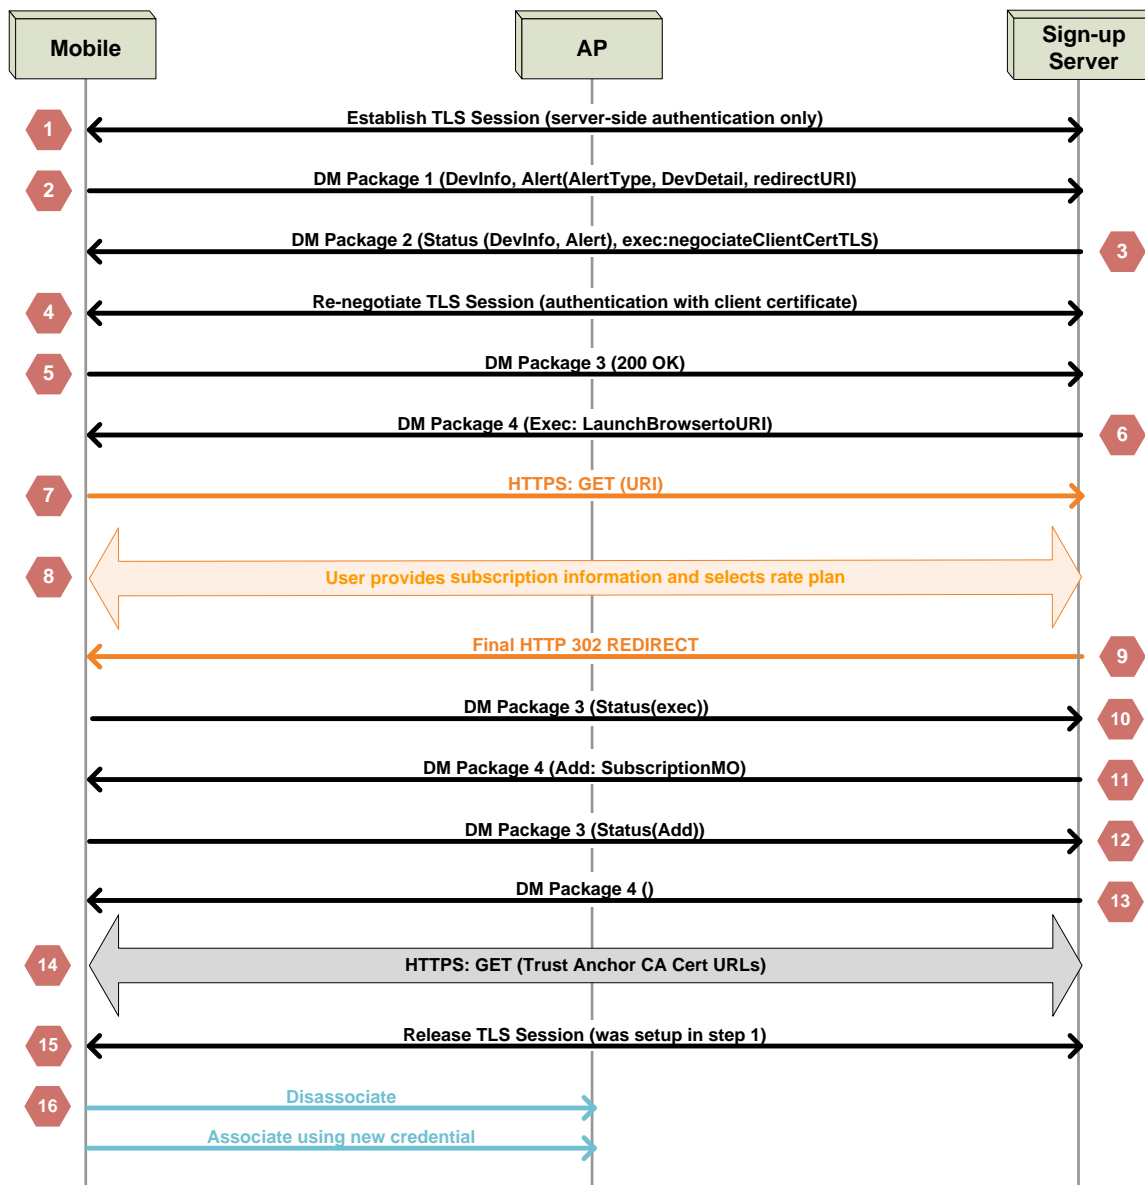 Mobile
AP
Sign-up
Server
1
Establish TLS Session (server-side authentication only)
2
DM Package 1 (DevInfo, Alert(AlertType, DevDetail, redirectURI)
DM Package 2 (Status (DevInfo, Alert), exec:negociateClientCertTLS)
3
4
Re-negotiate TLS Session (authentication with client certificate)
5
DM Package 3 (200 OK)
DM Package 4 (Exec: LaunchBrowsertoURI)
6
7
HTTPS: GET (URI)
8
User provides subscription information and selects rate plan
Final HTTP 302 REDIRECT
9
DM Package 3 (Status(exec))
10
DM Package 4 (Add: SubscriptionMO)
11
DM Package 3 (Status(Add))
12
DM Package 4 ()
13
14
HTTPS: GET (Trust Anchor CA Cert URLs)
15
Release TLS Session (was setup in step 1)
16
Disassociate
Associate using new credential